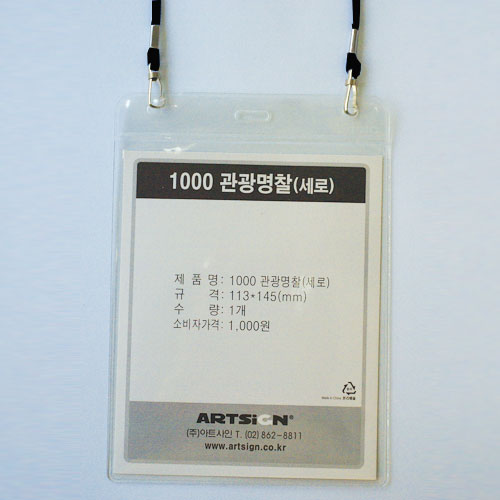 1000 관광명찰(세로)
제 품 명: 1000 관광명찰(세로)
규 격: 113*145(mm)
수 량: 1개
소비자가격: 1,000원
ARTSiGN®
(주)아트사인 T. (02) 862-8811
www.artsign.co.kr